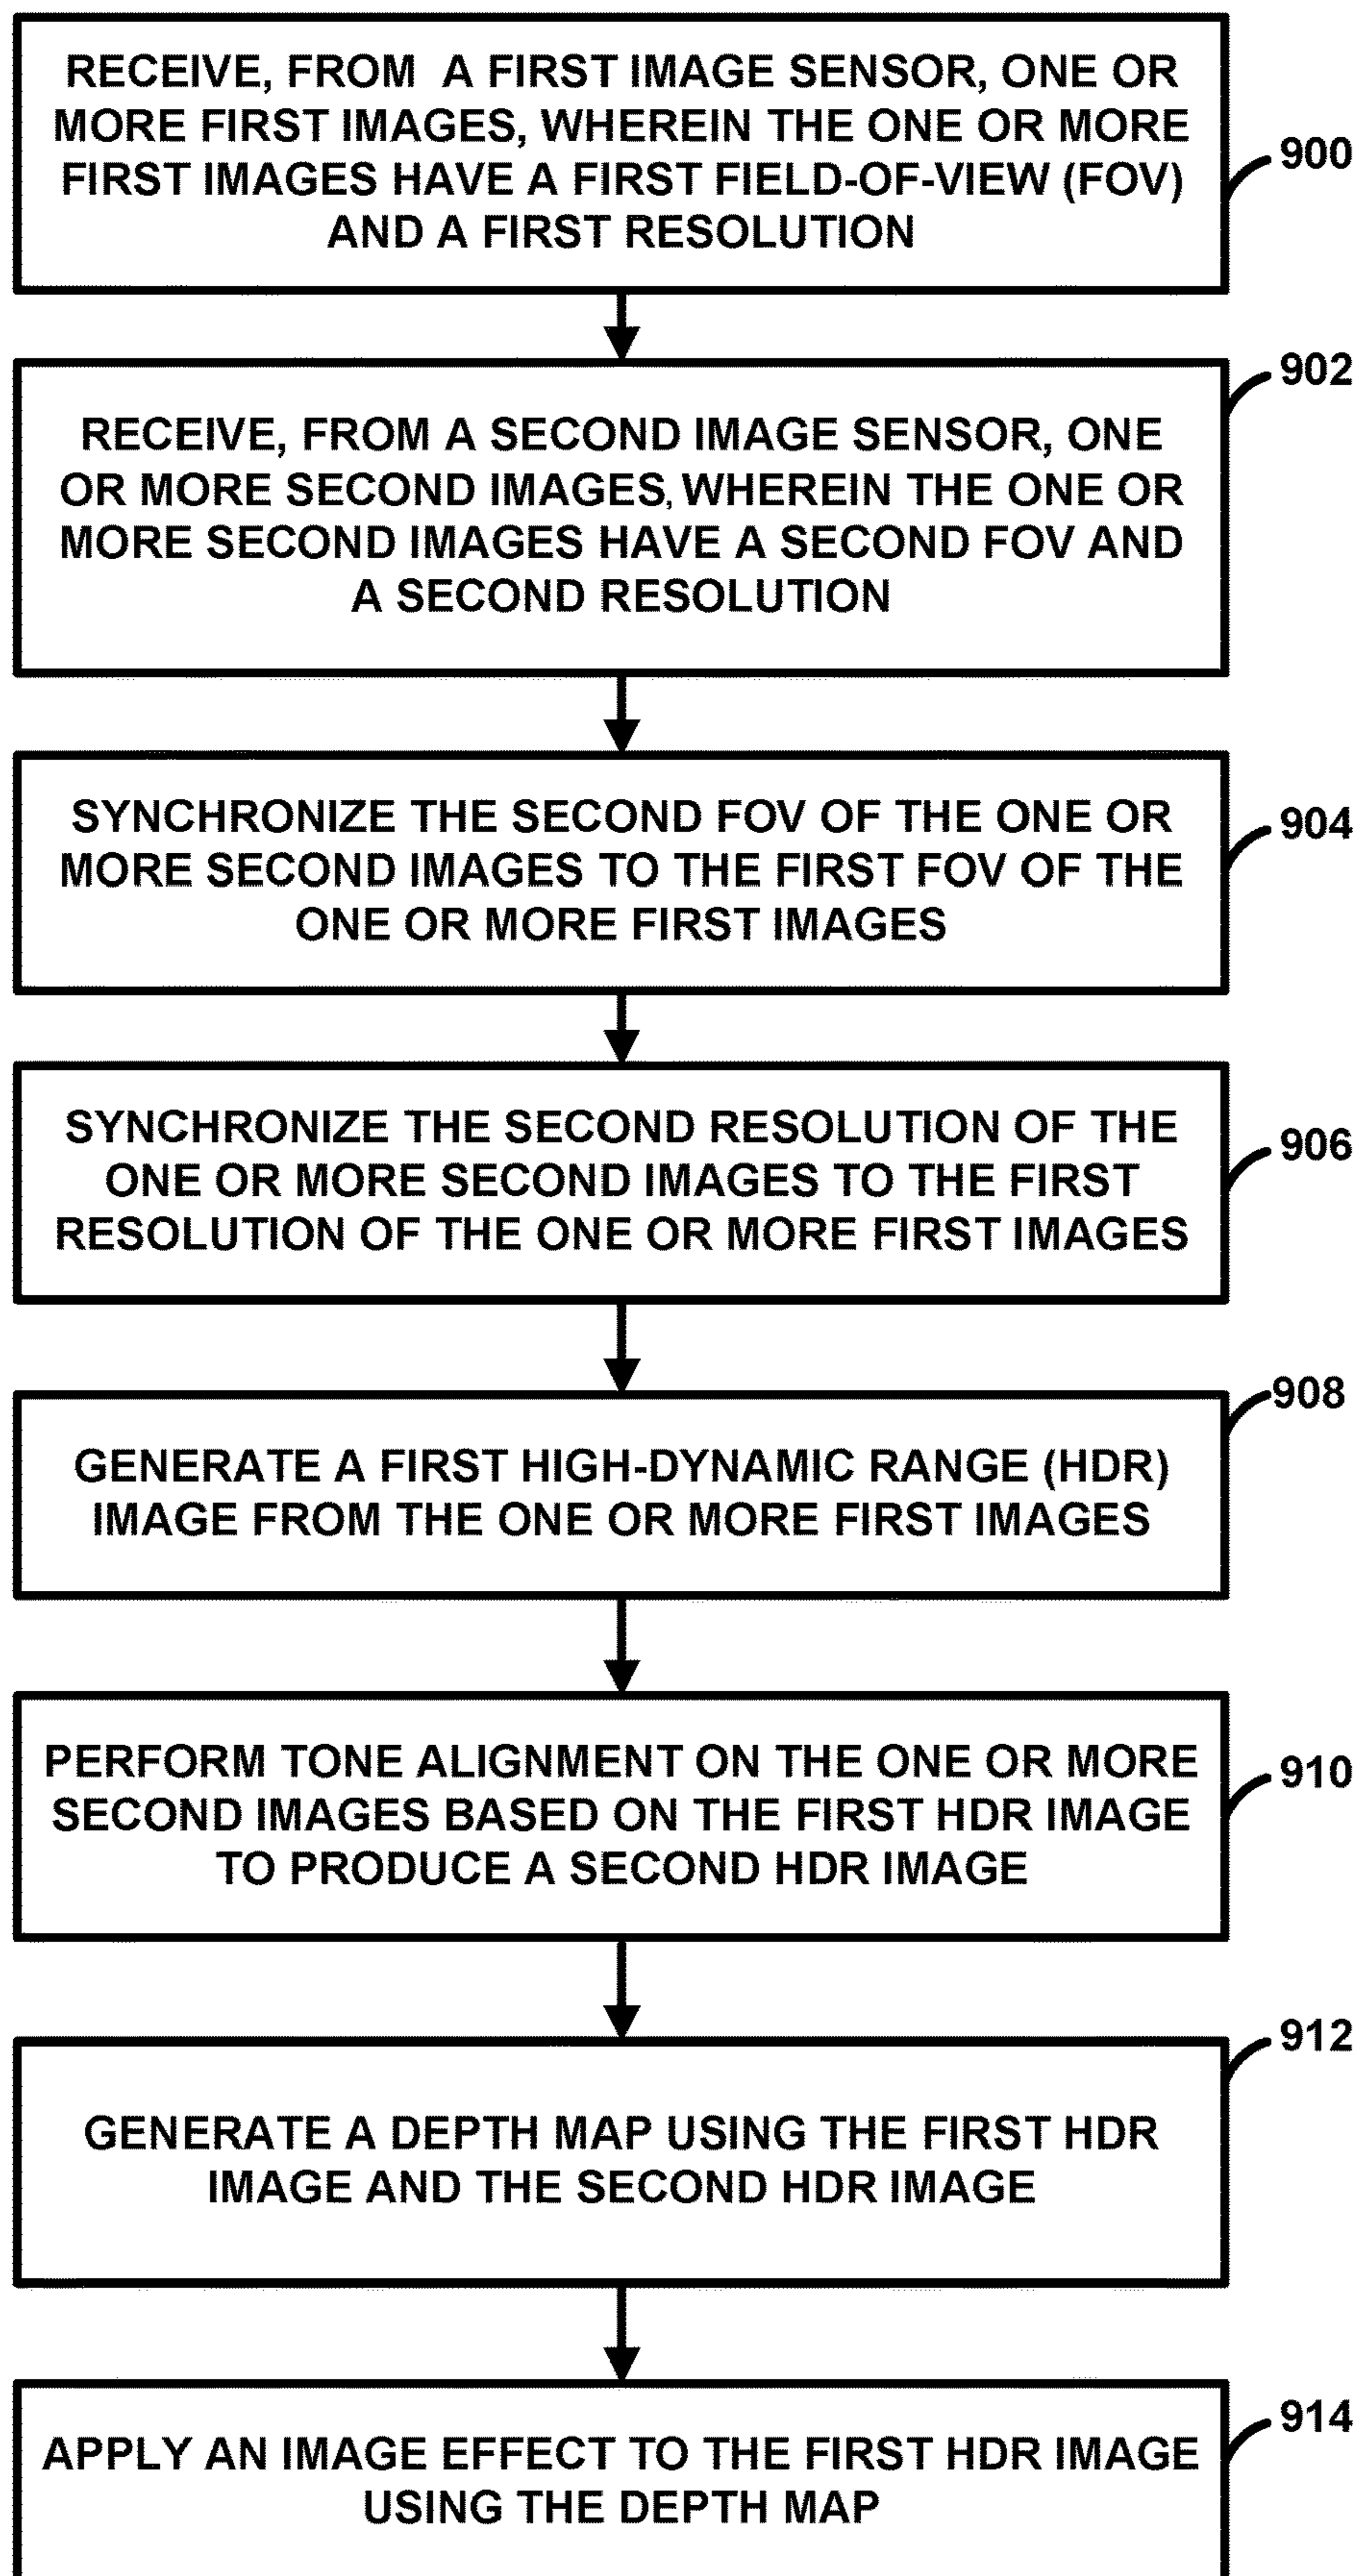 RECEIVE, FROM A FIRST IMAGE SENSOR, ONE OR
MORE FIRST IMAGES, WHEREIN THE ONE OR MORE
FIRST IMAGES HAVE A FIRST FIELD-OF-VIEW (FOV)
AND A FIRST RESOLUTION
900
902
RECEIVE, FROM A SECOND IMAGE SENSOR, ONE
OR MORE SECOND IMAGES, WHEREIN THE ONE OR
MORE SECOND IMAGES HAVE A SECOND FOV AND
A SECOND RESOLUTION
SYNCHRONIZE THE SECOND FOV OF THE ONE OR
MORE SECOND IMAGES TO THE FIRST FOV OF THE
ONE OR MORE FIRST IMAGES
904
SYNCHRONIZE THE SECOND RESOLUTION OF THE
ONE OR MORE SECOND IMAGES TO THE FIRST
RESOLUTION OF THE ONE OR MORE FIRST IMAGES
906
908
GENERATE A FIRST HIGH-DYNAMIC RANGE (HDR)
IMAGE FROM THE ONE OR MORE FIRST IMAGES
PERFORM TONE ALIGNMENT ON THE ONE OR MORE
SECOND IMAGES BASED ON THE FIRST HDR IMAGE
TO PRODUCE A SECOND HDR IMAGE
910
912
GENERATE A DEPTH MAP USING THE FIRST HDR
IMAGE AND THE SECOND HDR IMAGE
914
APPLY AN IMAGE EFFECT TO THE FIRST HDR IMAGE
USING THE DEPTH MAP